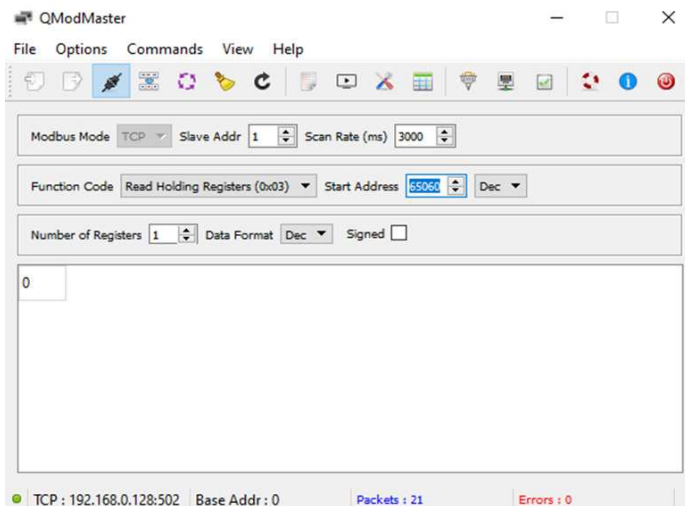 QModMaster
File Options Commands View Help
Modbus Mode TCP Slave Addr 1 Scan Rate (ms) 3000
Function Code Read Holding Registers (0x03) Start Address 65060 Dec
Number of Registers 1 Data Format Dec Signed
0
TCP : 192.168.0.128:502 Base Addr : 0 Packets : 21 Errors : 0